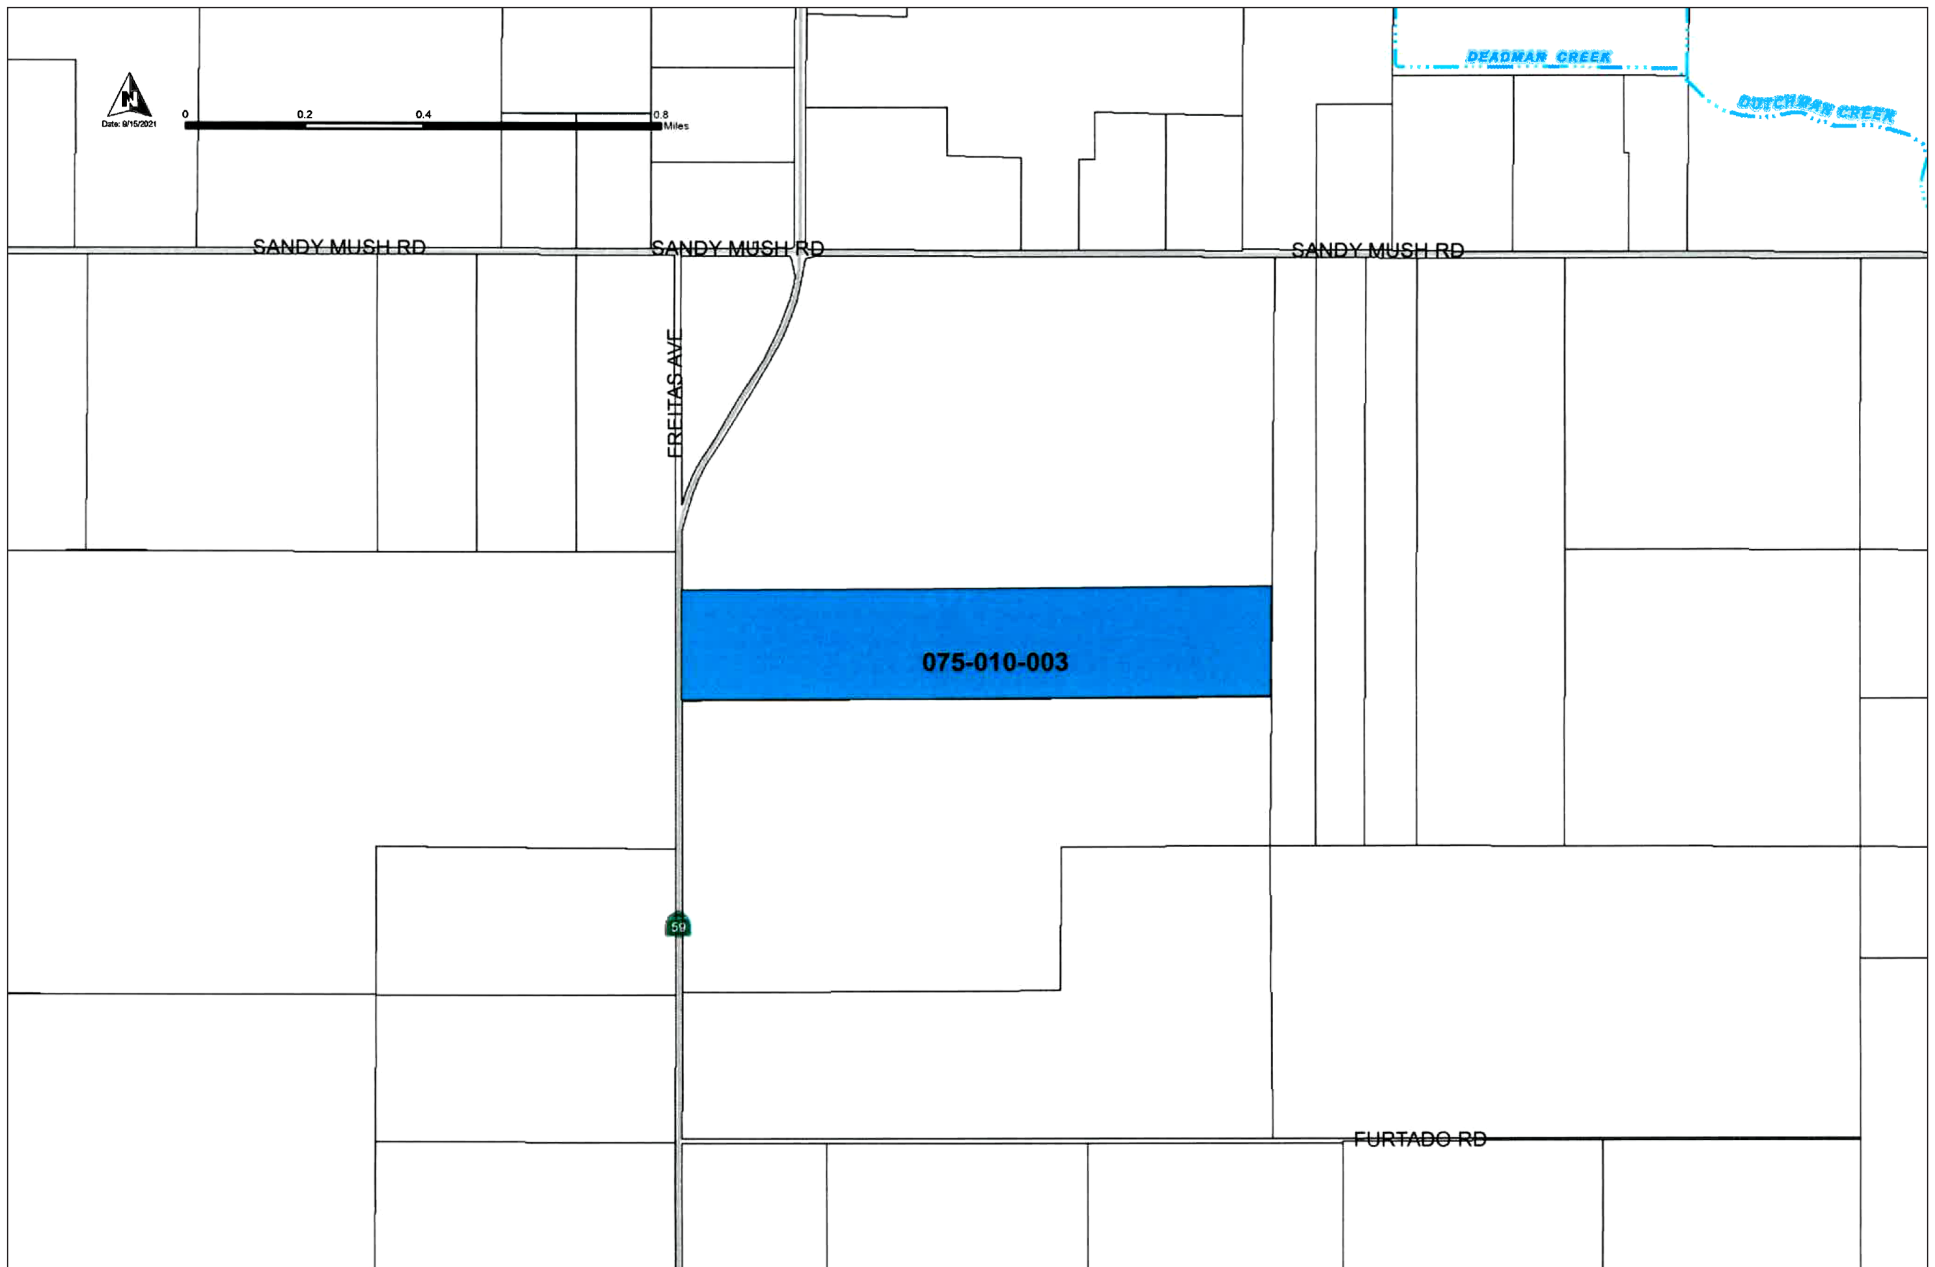 DEADMAN CREEK
DUTCHMAN CREEK
N
Date: 9/15/2021
0 0.2 0.4 0.8
Miles
SANDY MUSH RD SANDY MUSH RD SANDY MUSH RD
FREITAS AVE
075-010-003
59
FURTADO RD